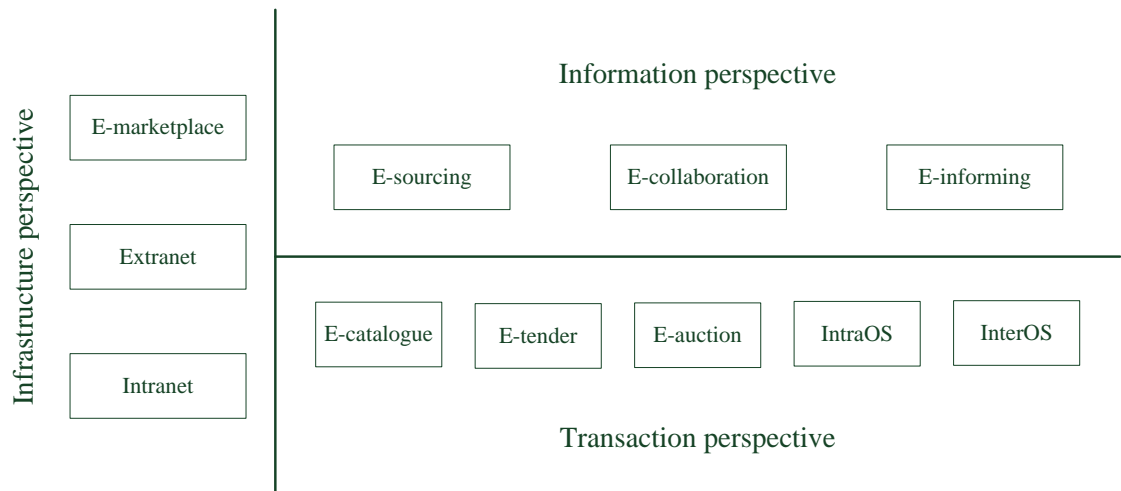 Infrastructure perspective
E-marketplace
Extranet
Intranet
Information perspective
E-sourcing
E-collaboration
E-informing
E-catalogue
E-tender
E-auction
IntraOS
InterOS
Transaction perspective